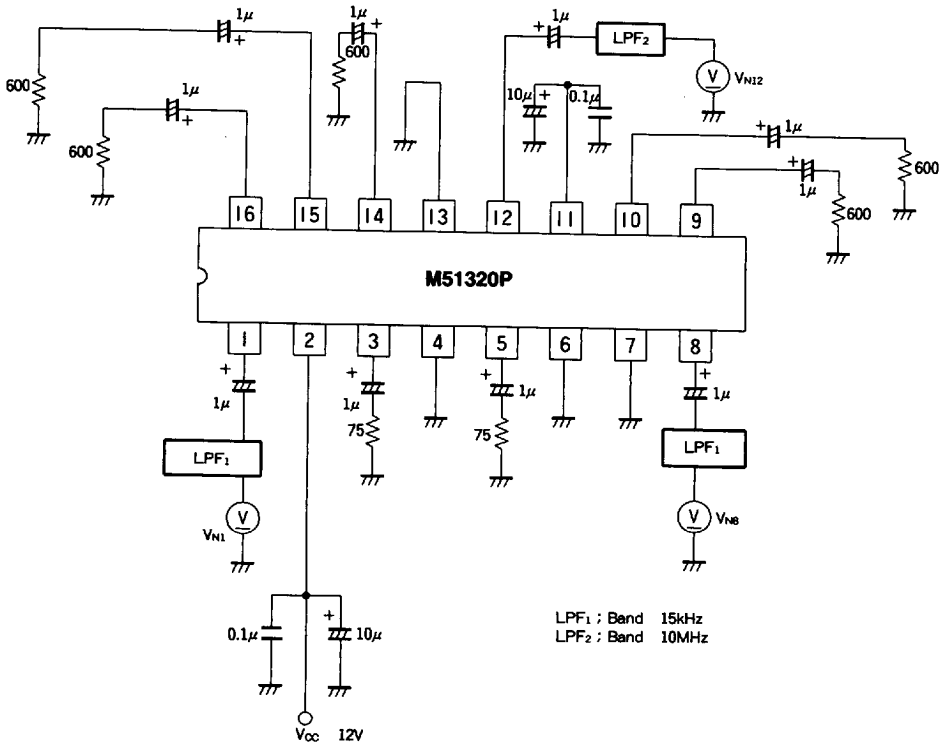 1μ
+
1μ
+
600
1μ
+
LPF₂
V
VN12
600
1μ
+
600
10μ
+
0.1μ
+
1μ
600
+
1μ
600
16
15
14
13
12
11
10
9
M51320P
1
2
3
4
5
6
7
8
+
1μ
+
1μ
+
1μ
+
1μ
75
75
LPF₁
LPF₁
V
VN1
V
VN8
0.1μ
+
10μ
LPF₁ ; Band 15kHz
LPF₂ ; Band 10MHz
Vcc 12V